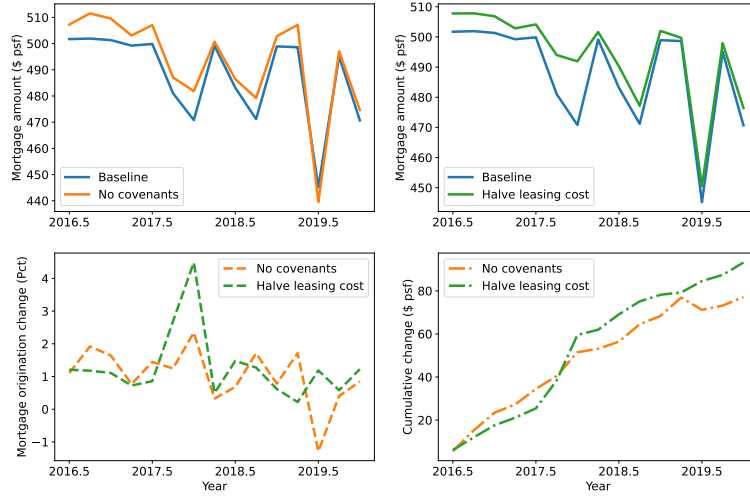 Mortgage amount ($ psf)
510
500
490
480
470
460
450
440
Baseline
No covenants
2016.5
2017.5
2018.5
2019.5
Mortgage amount ($ psf)
510
500
490
480
470
460
450
Baseline
Halve leasing cost
2016.5
2017.5
2018.5
2019.5
Mortgage origination change (Pct)
4
3
2
1
0
−1
No covenants
Halve leasing cost
2016.5
2017.5
2018.5
2019.5
Year
Cumulative change ($ psf)
80
60
40
20
No covenants
Halve leasing cost
2016.5
2017.5
2018.5
2019.5
Year